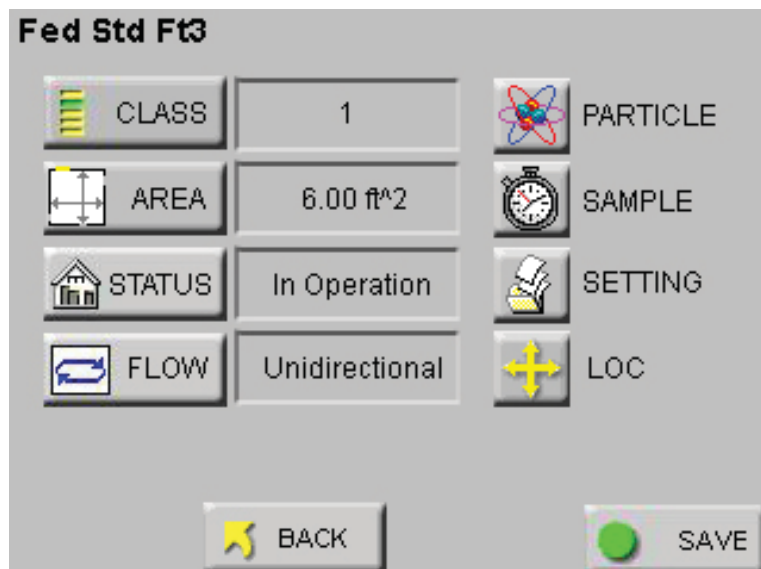 Fed Std Ft3
CLASS 1 PARTICLE
AREA 6.00 ft^2 SAMPLE
STATUS In Operation SETTING
FLOW Unidirectional LOC
BACK SAVE